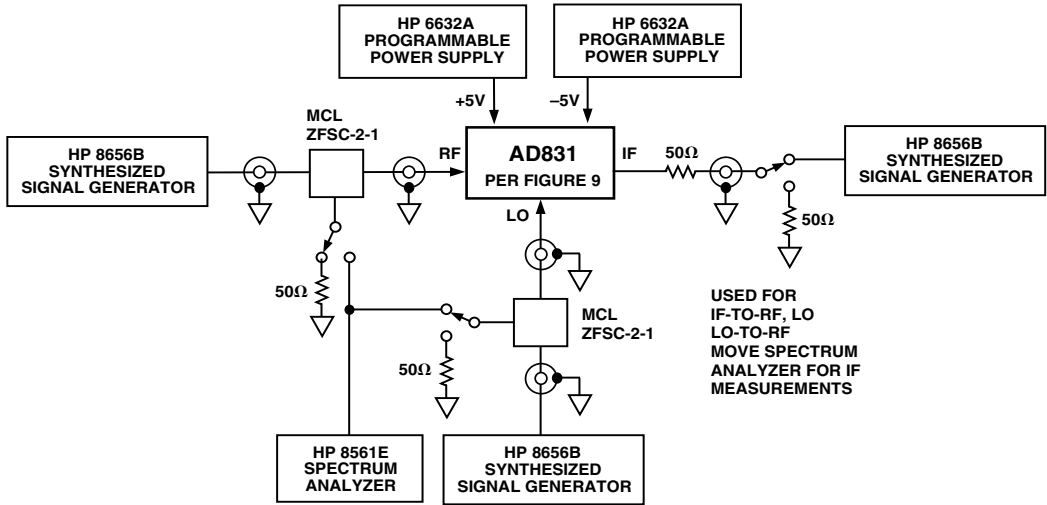 HP 6632A
PROGRAMMABLE
POWER SUPPLY
HP 6632A
PROGRAMMABLE
POWER SUPPLY
+5V
–5V
MCL
ZFSC-2-1
HP 8656B
SYNTHESIZED
SIGNAL GENERATOR
RF
AD831
PER FIGURE 9
IF
LO
50Ω
HP 8656B
SYNTHESIZED
SIGNAL GENERATOR
50Ω
50Ω
MCL
ZFSC-2-1
50Ω
USED FOR
IF-TO-RF, LO
LO-TO-RF
MOVE SPECTRUM
ANALYZER FOR IF
MEASUREMENTS
HP 8561E
SPECTRUM
ANALYZER
HP 8656B
SYNTHESIZED
SIGNAL GENERATOR